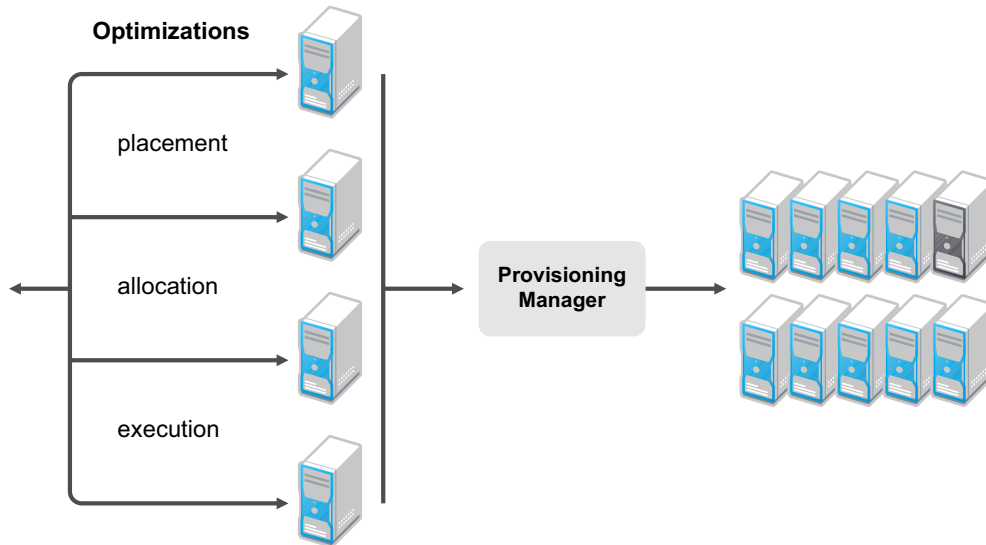 Optimizations
placement
allocation
execution
Provisioning
Manager